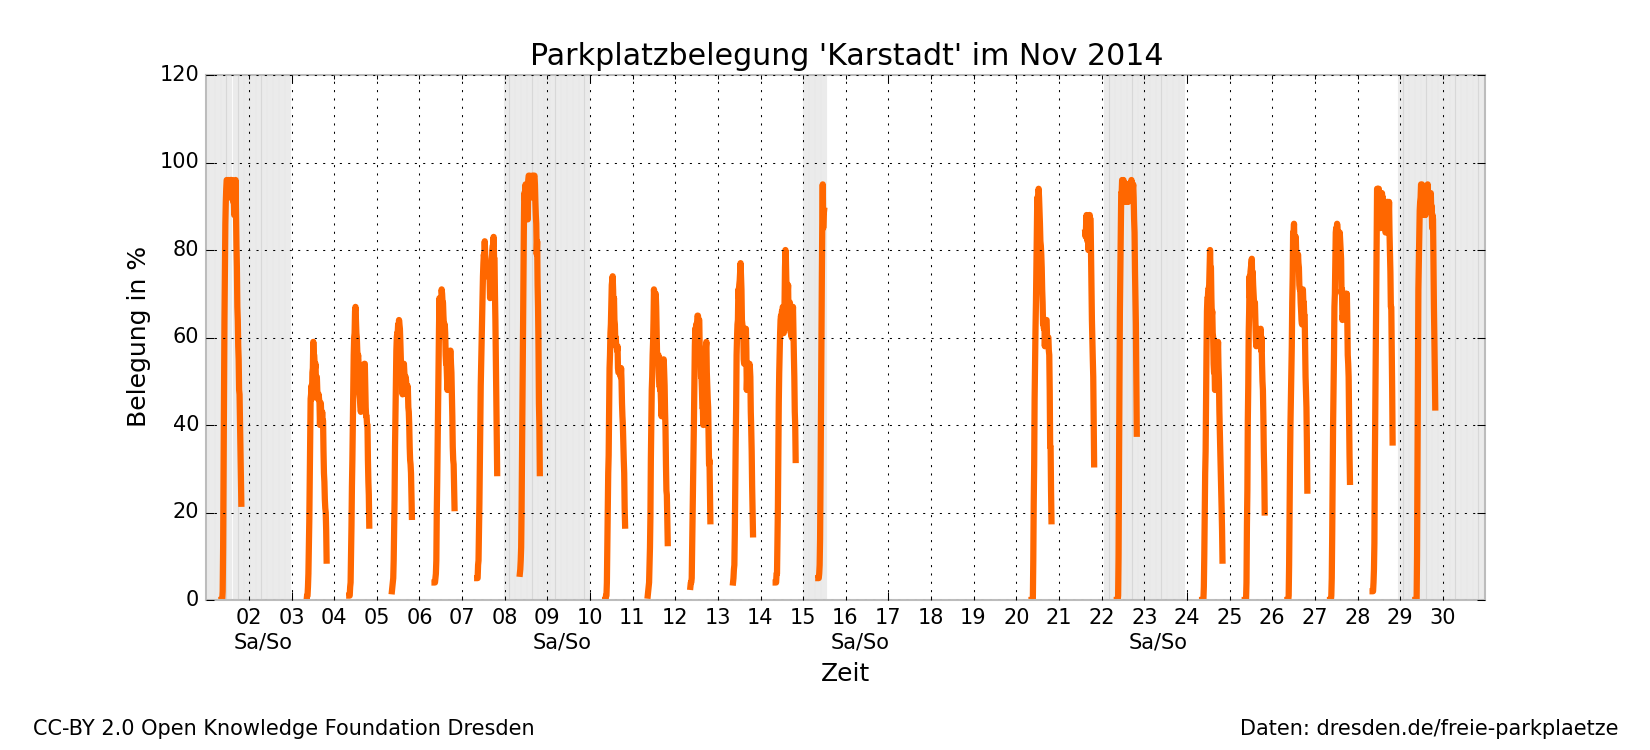 Parkplatzbelegung 'Karstadt' im Nov 2014
120
100
80
60
40
20
0
Belegung in %
02 03 04 05 06 07 08 09 10 11 12 13 14 15 16 17 18 19 20 21 22 23 24 25 26 27 28 29 30
Sa/So Sa/So Sa/So Sa/So
Zeit
CC-BY 2.0 Open Knowledge Foundation Dresden
Daten: dresden.de/freie-parkplaetze